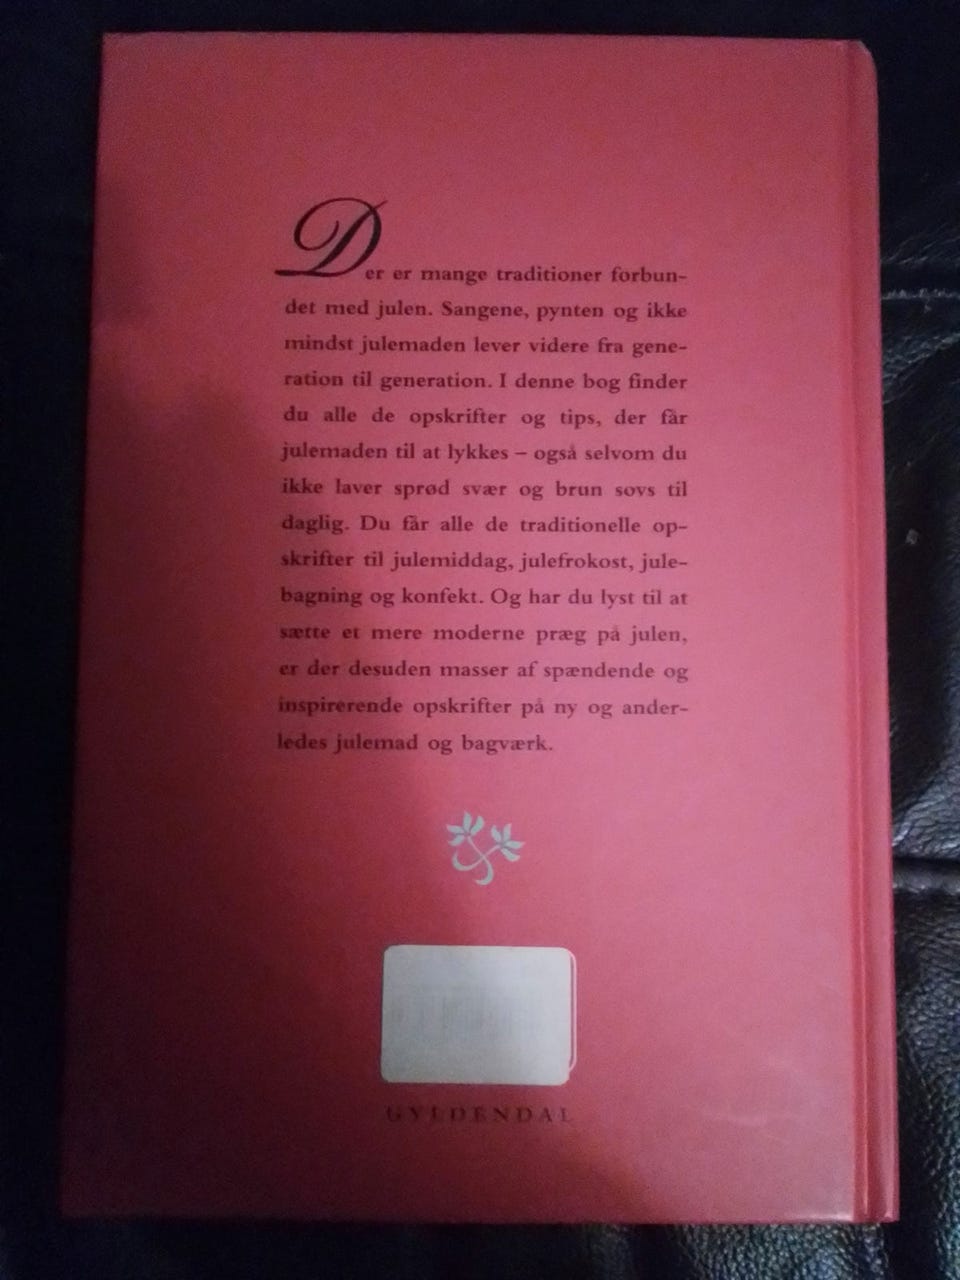 Der er mange traditioner forbun-
det med julen. Sangene, pynten og ikke
mindst julemaden lever videre fra gene-
ration til generation. I denne bog finder
du alle de opskrifter og tips, der får
julemaden til at lykkes – også selvom du
ikke laver sprød svær og brun sovs til
daglig. Du får alle de traditionelle op-
skrifter til julemiddag, julefrokost, jule-
bagning og konfekt. Og har du lyst til at
sætte et mere moderne præg på julen,
er der desuden masser af spændende og
inspirerende opskrifter på ny og ander-
ledes julemad og bagværk.
GYLDENDAL